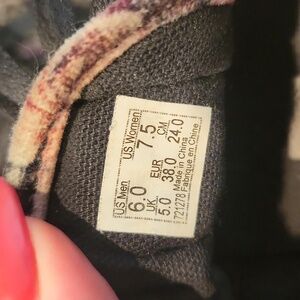 US Men US Women
6.0 7.5
UK EUR CM
5.0 38.0 24.0
721278 Made in China
Fabriqué en Chine